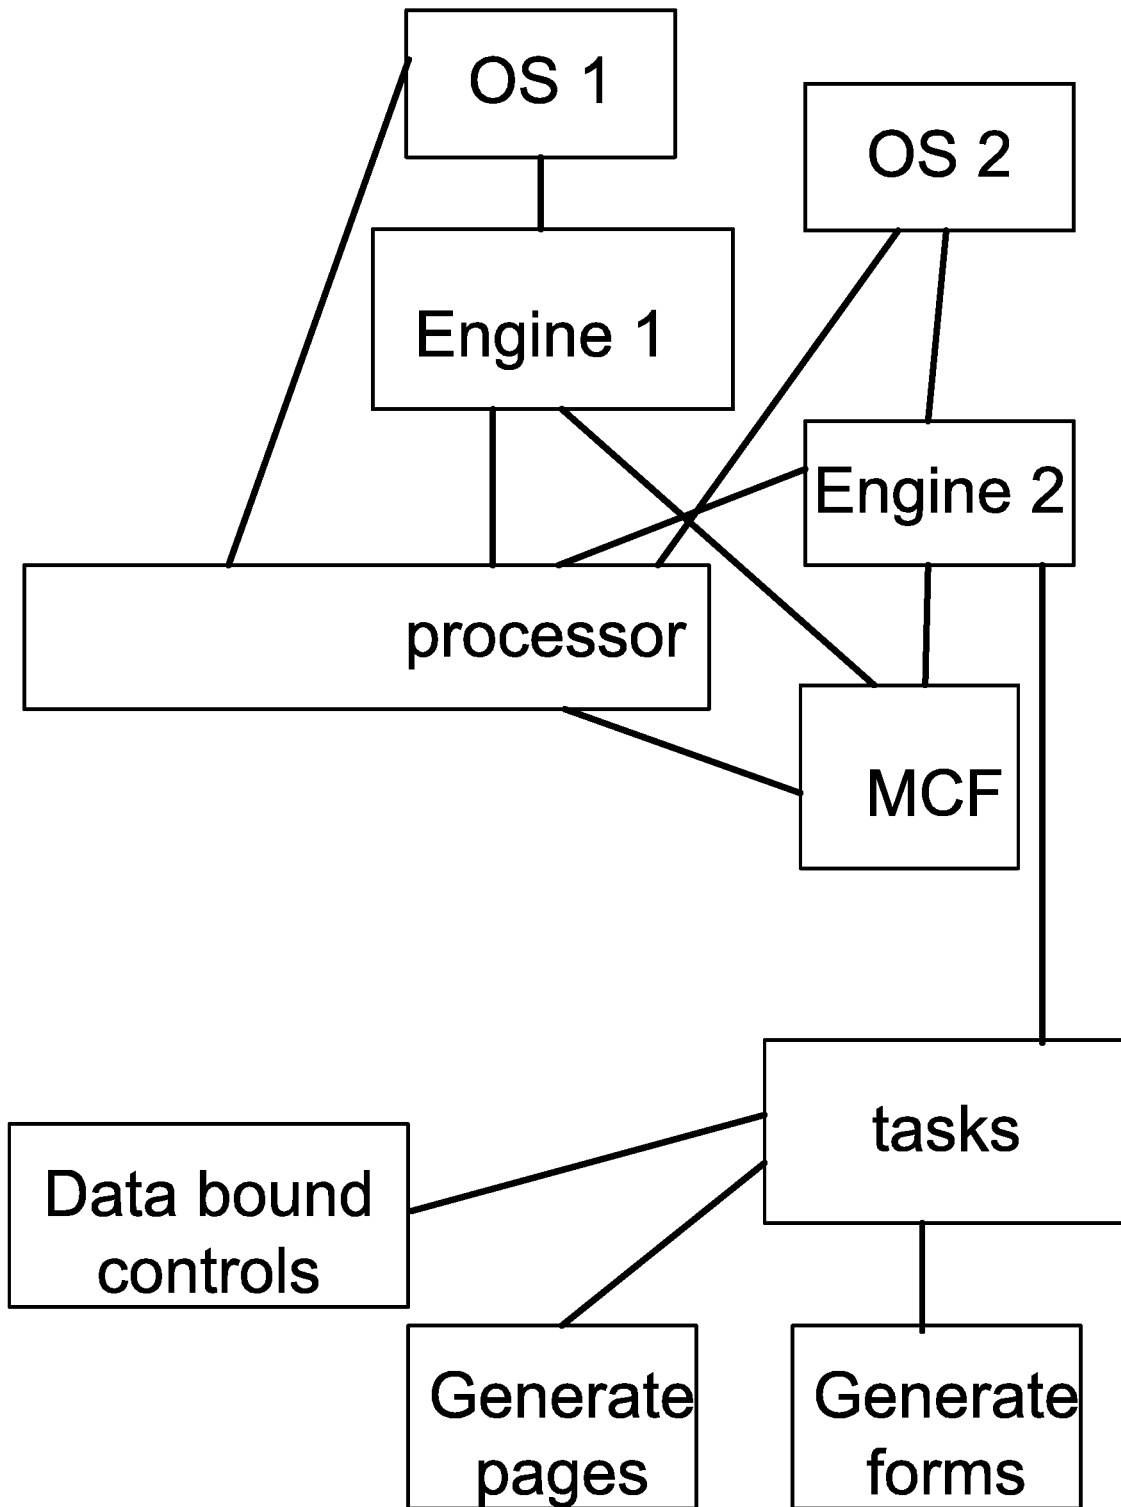 OS 1
OS 2
Engine 1
Engine 2
processor
MCF
tasks
Data bound
controls
Generate
pages
Generate
forms